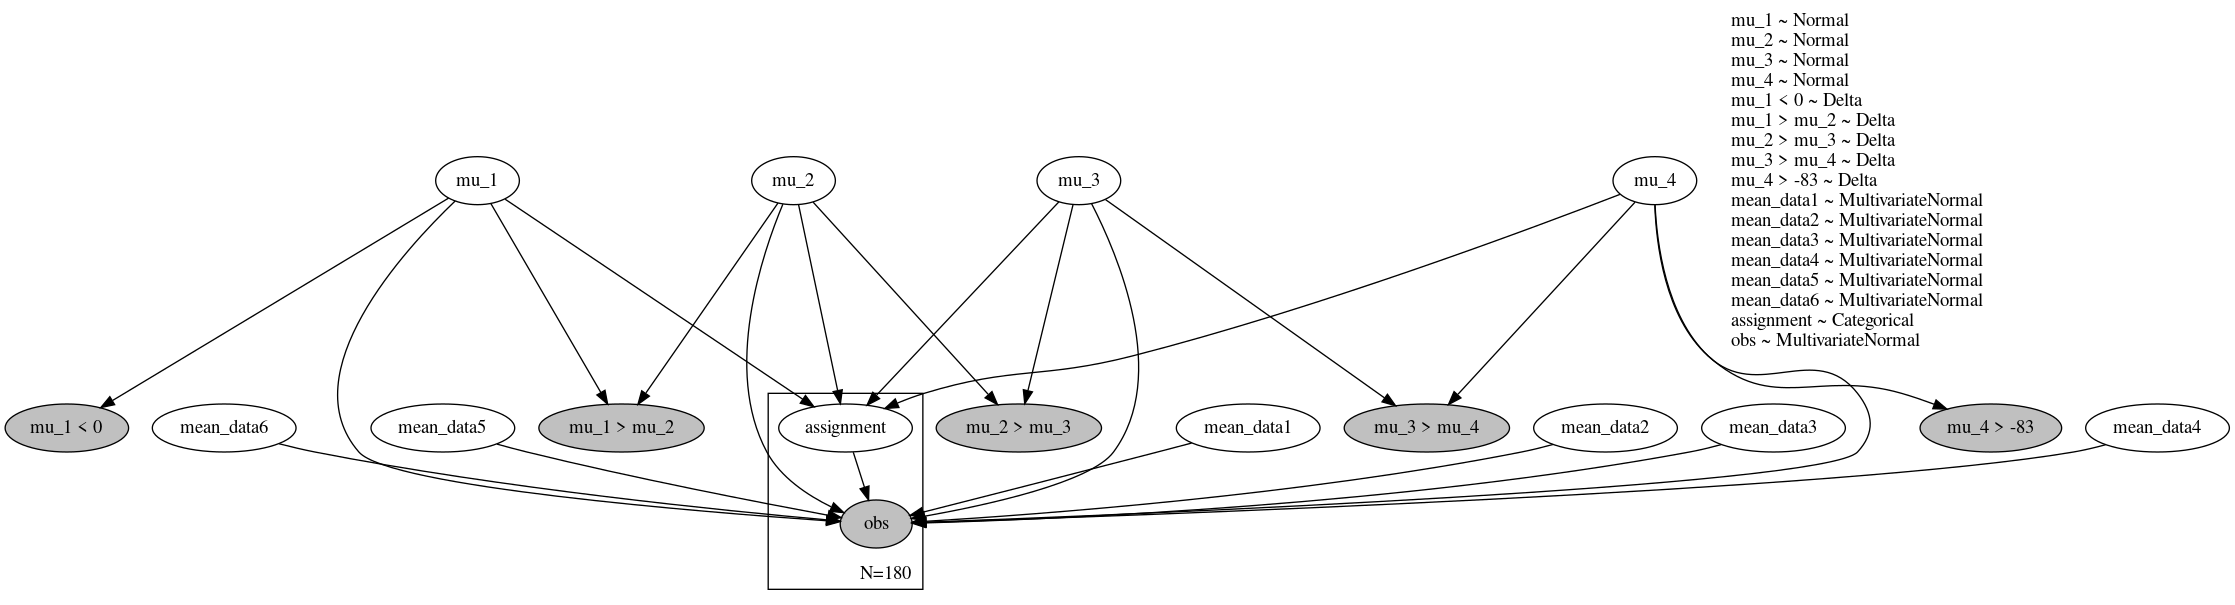 mu_1 ~ Normal
mu_2 ~ Normal
mu_3 ~ Normal
mu_4 ~ Normal
mu_1 < 0 ~ Delta
mu_1 > mu_2 ~ Delta
mu_2 > mu_3 ~ Delta
mu_3 > mu_4 ~ Delta
mu_4 > -83 ~ Delta
mean_data1 ~ MultivariateNormal
mean_data2 ~ MultivariateNormal
mean_data3 ~ MultivariateNormal
mean_data4 ~ MultivariateNormal
mean_data5 ~ MultivariateNormal
mean_data6 ~ MultivariateNormal
assignment ~ Categorical
obs ~ MultivariateNormal
mu_1 mu_2 mu_3 mu_4
mu_1 < 0 mean_data6 mean_data5 mu_1 > mu_2 assignment mu_2 > mu_3 mean_data1 mu_3 > mu_4 mean_data2 mean_data3 mu_4 > -83 mean_data4
obs
N=180